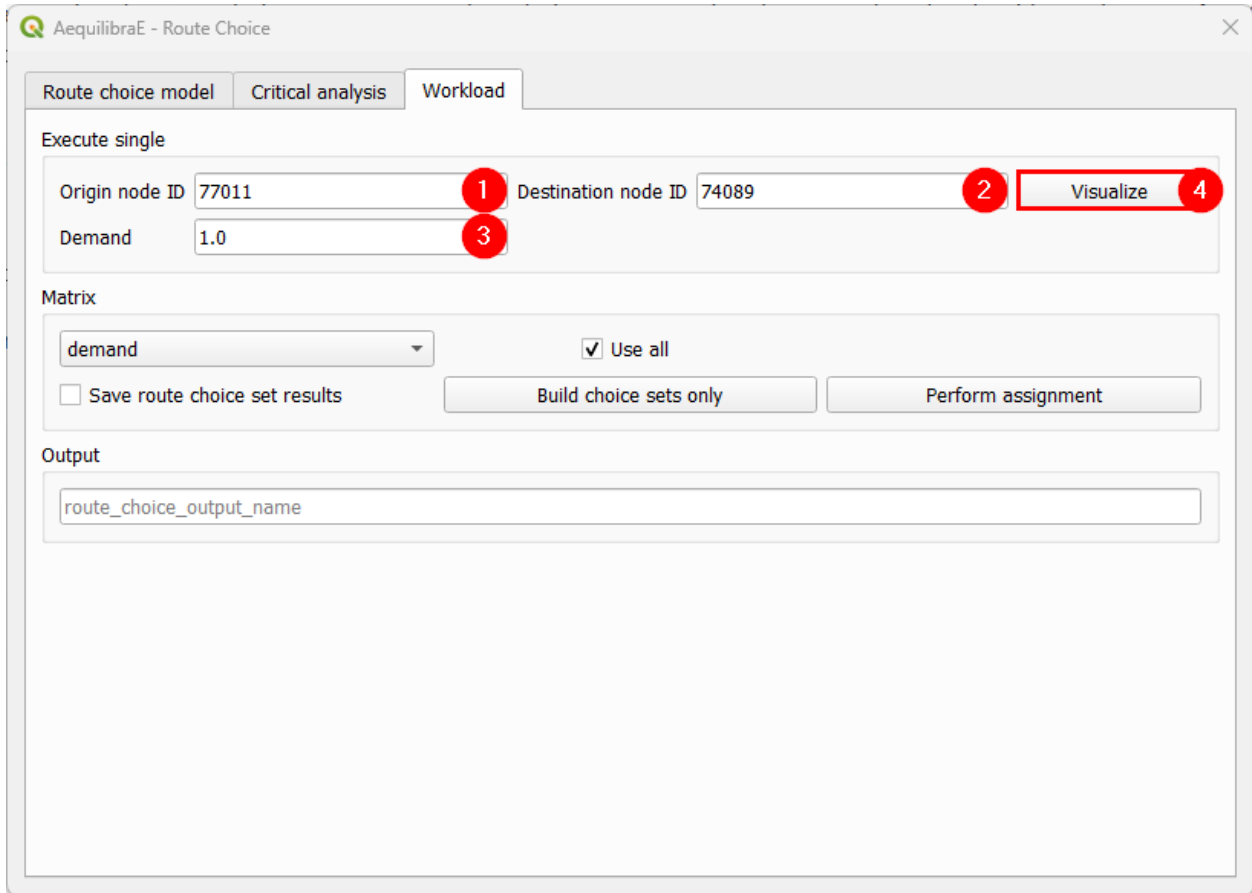 AequilibraE - Route Choice
Route choice model Critical analysis Workload
Execute single
Origin node ID 77011 1 Destination node ID 74089 2 Visualize 4
Demand 1.0 3
Matrix
demand Use all
Save route choice set results Build choice sets only Perform assignment
Output
route_choice_output_name